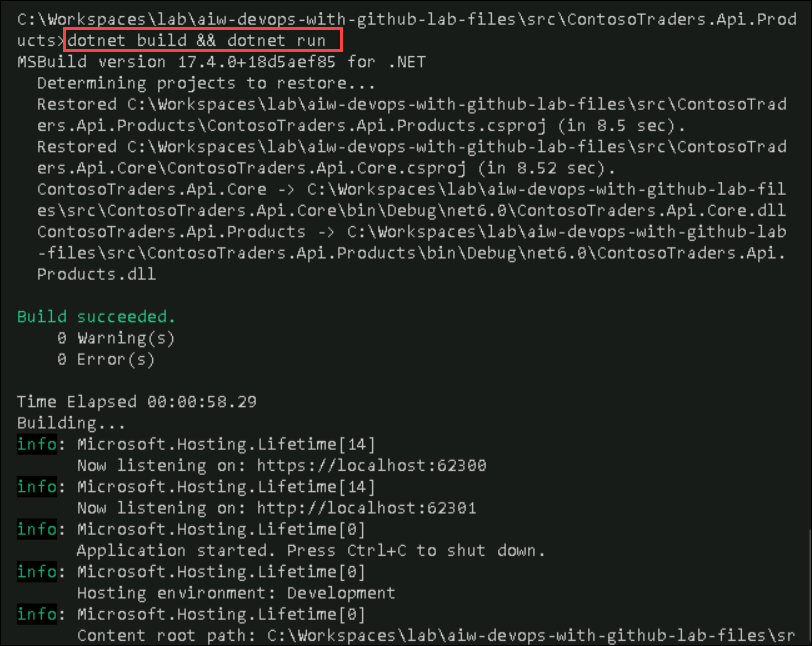 C:\Workspaces\lab\aiw-devops-with-github-lab-files\src\ContosoTraders.Api.Prod
ucts>dotnet build && dotnet run
MSBuild version 17.4.0+18d5aef85 for .NET
  Determining projects to restore...
  Restored C:\Workspaces\lab\aiw-devops-with-github-lab-files\src\ContosoTrad
  ers.Api.Products\ContosoTraders.Api.Products.csproj (in 8.5 sec).
  Restored C:\Workspaces\lab\aiw-devops-with-github-lab-files\src\ContosoTrad
  ers.Api.Core\ContosoTraders.Api.Core.csproj (in 8.52 sec).
  ContosoTraders.Api.Core -> C:\Workspaces\lab\aiw-devops-with-github-lab-fil
  es\src\ContosoTraders.Api.Core\bin\Debug\net6.0\ContosoTraders.Api.Core.dll
  ContosoTraders.Api.Products -> C:\Workspaces\lab\aiw-devops-with-github-lab
  -files\src\ContosoTraders.Api.Products\bin\Debug\net6.0\ContosoTraders.Api.
  Products.dll

Build succeeded.
    0 Warning(s)
    0 Error(s)

Time Elapsed 00:00:58.29
Building...
info: Microsoft.Hosting.Lifetime[14]
      Now listening on: https://localhost:62300
info: Microsoft.Hosting.Lifetime[14]
      Now listening on: http://localhost:62301
info: Microsoft.Hosting.Lifetime[0]
      Application started. Press Ctrl+C to shut down.
info: Microsoft.Hosting.Lifetime[0]
      Hosting environment: Development
info: Microsoft.Hosting.Lifetime[0]
      Content root path: C:\Workspaces\lab\aiw-devops-with-github-lab-files\sr